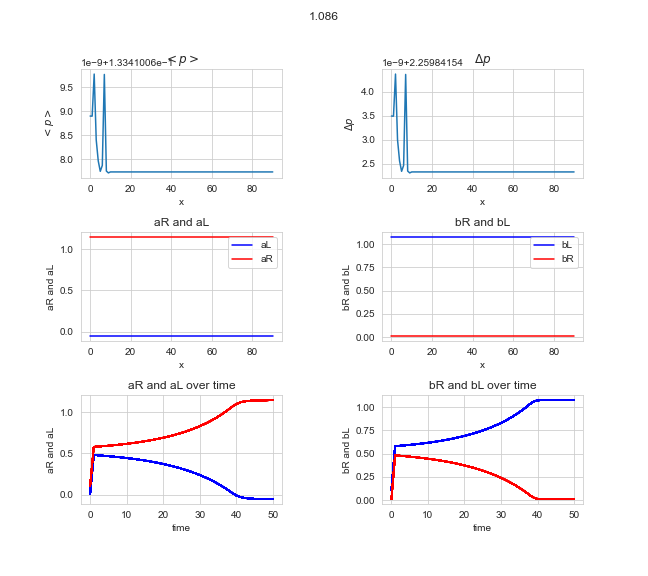 1.086
<p>
Δp
1e−9+1.3341006e−
1e−9+2.25984154
9.5
9.0
8.5
8.0
<p>
0 20 40 60 80
x
4.0
3.5
3.0
2.5
Δp
0 20 40 60 80
x
aR and aL
1.0
0.5
0.0
aR and aL
aL
aR
0 20 40 60 80
x
bR and bL
1.00
0.75
0.50
0.25
0.00
bR and bL
bL
bR
0 20 40 60 80
x
aR and aL over time
1.0
0.5
0.0
aR and aL
0 10 20 30 40 50
time
bR and bL over time
1.00
0.75
0.50
0.25
0.00
bR and bL
0 10 20 30 40 50
time